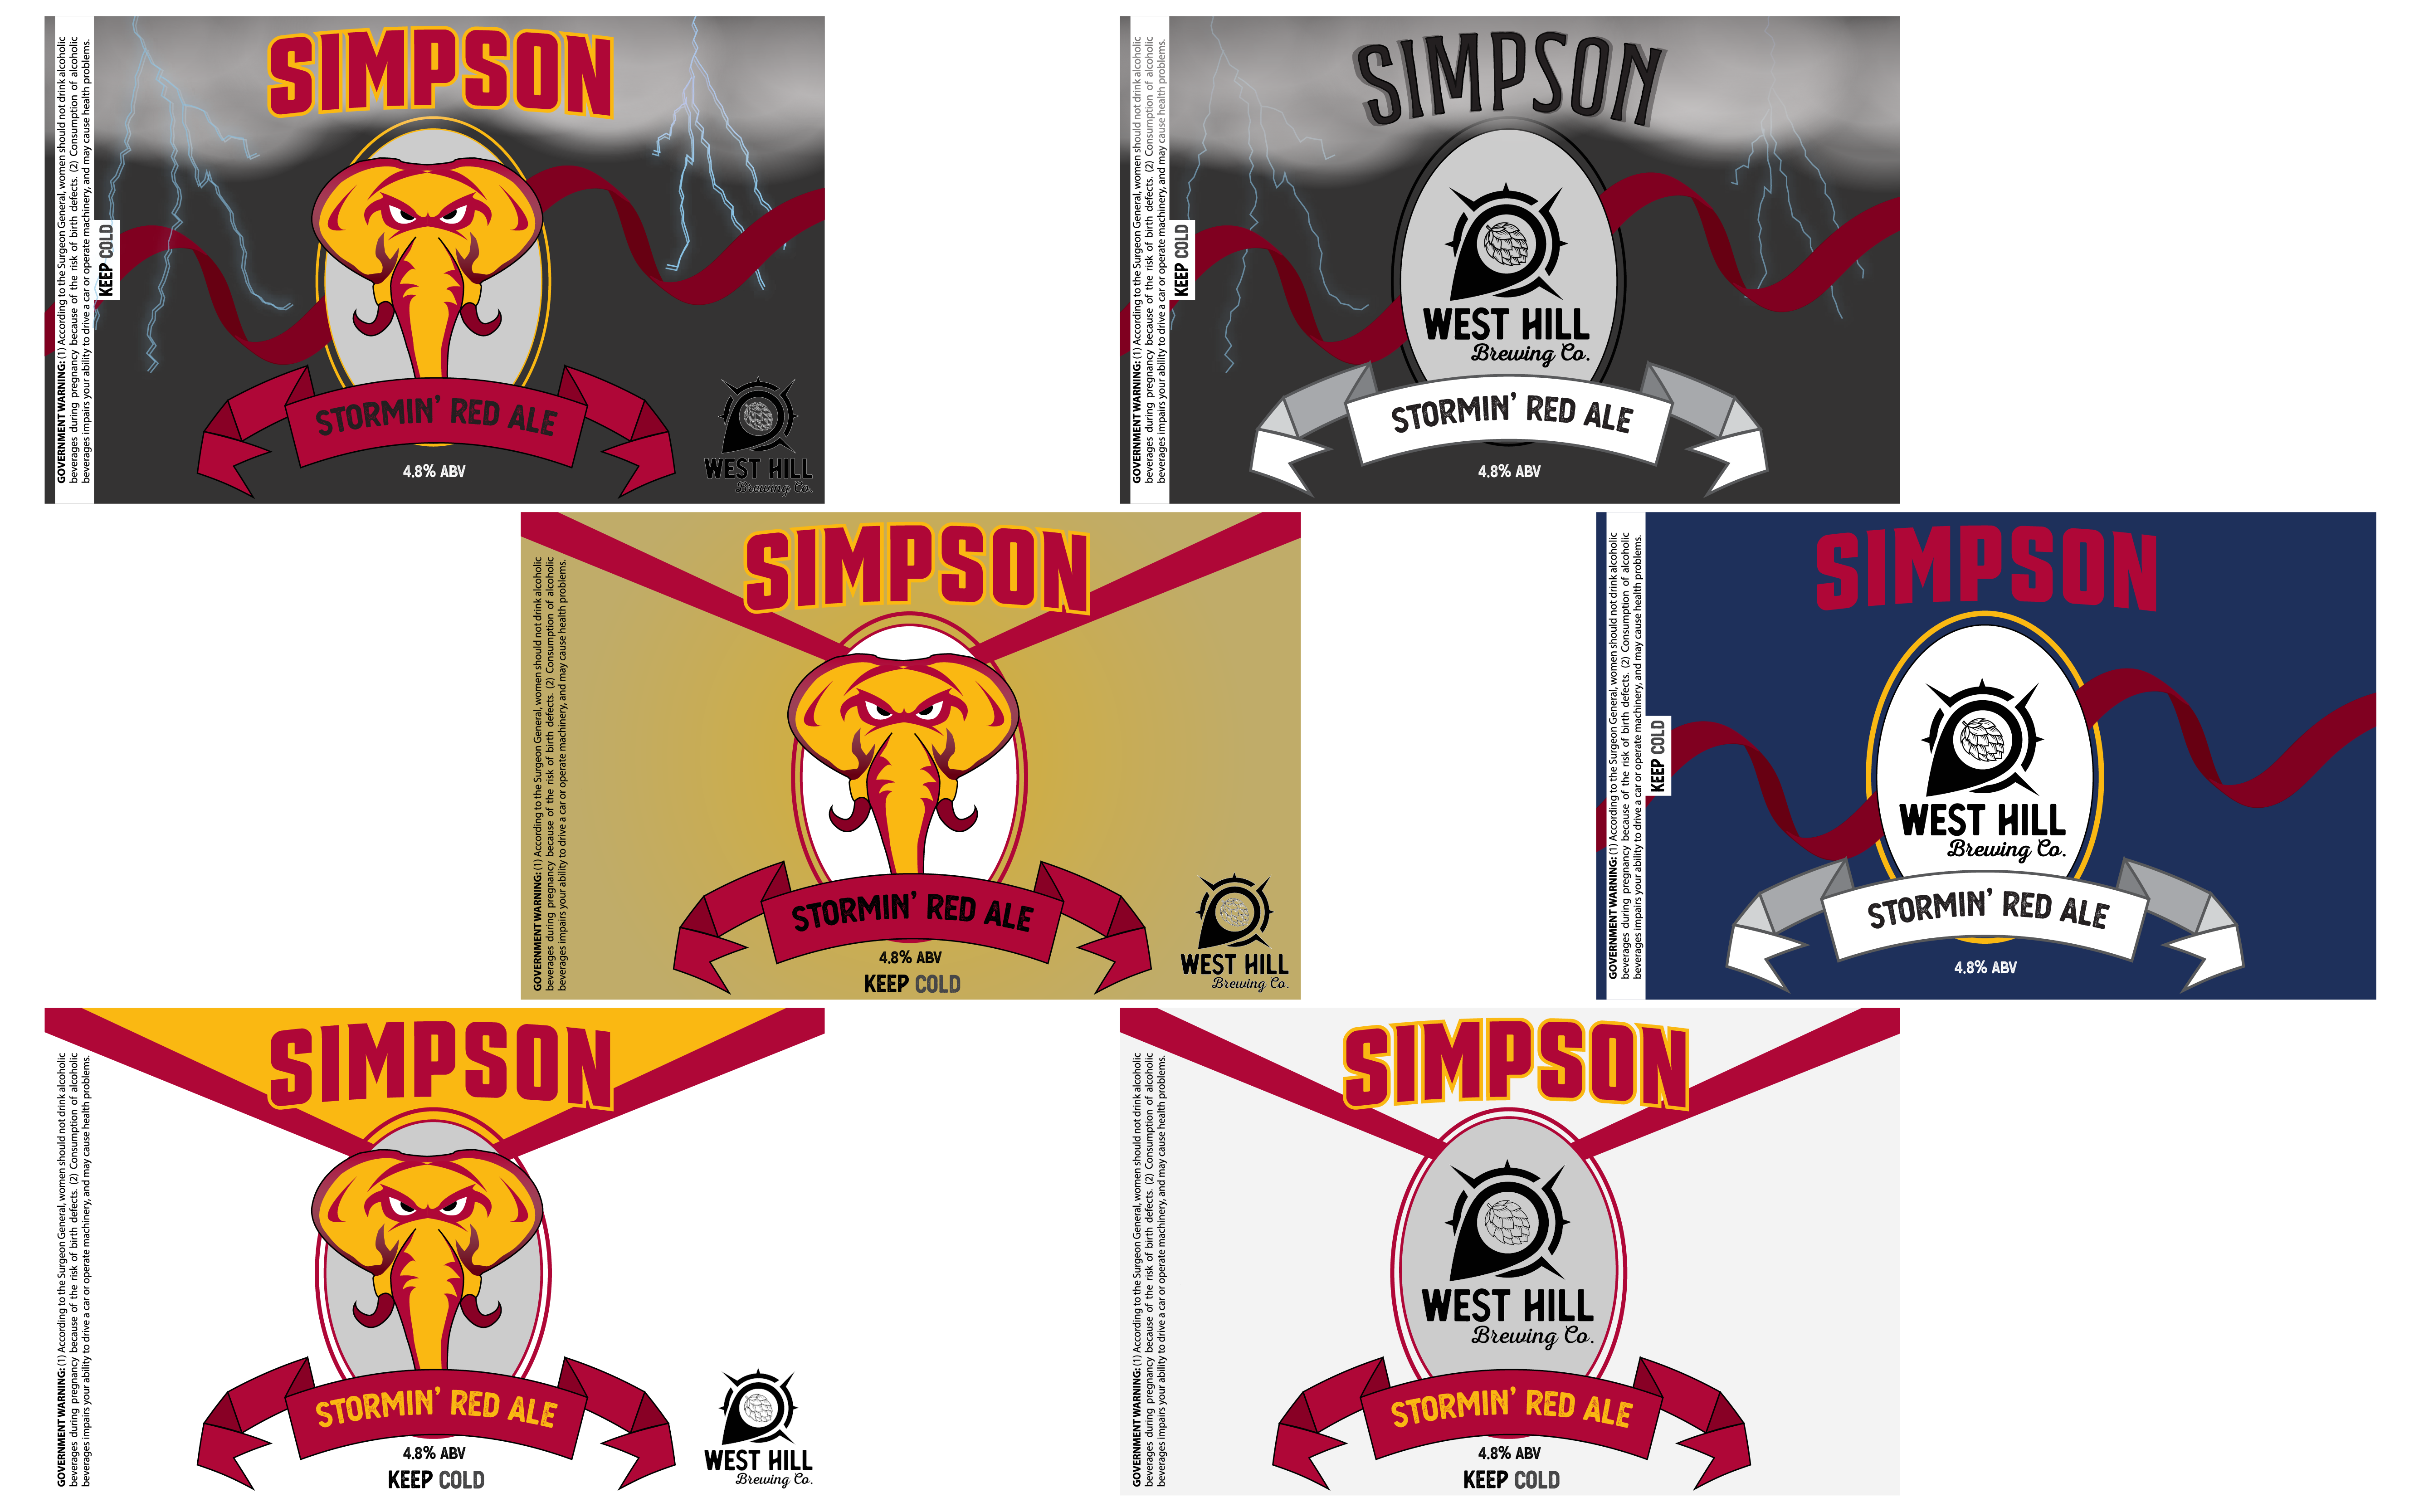 SIMPSON
GOVERNMENT WARNING: (1) According to the Surgeon General, women should not drink alcoholic
beverages during pregnancy because of the risk of birth defects. (2) Consumption of alcoholic
beverages impairs your ability to drive a car or operate machinery, and may cause health problems.
KEEP COLD
STORMIN' RED ALE
4.8% ABV
WEST HILL
Brewing Co.
SIMPSON
GOVERNMENT WARNING: (1) According to the Surgeon General, women should not drink alcoholic
beverages during pregnancy because of the risk of birth defects. (2) Consumption of alcoholic
beverages impairs your ability to drive a car or operate machinery, and may cause health problems.
KEEP COLD
WEST HILL
Brewing Co.
STORMIN' RED ALE
4.8% ABV
SIMPSON
GOVERNMENT WARNING: (1) According to the Surgeon General, women should not drink alcoholic
beverages during pregnancy because of the risk of birth defects. (2) Consumption of alcoholic
beverages impairs your ability to drive a car or operate machinery, and may cause health problems.
STORMIN' RED ALE
4.8% ABV
KEEP COLD
WEST HILL
Brewing Co.
SIMPSON
GOVERNMENT WARNING: (1) According to the Surgeon General, women should not drink alcoholic
beverages during pregnancy because of the risk of birth defects. (2) Consumption of alcoholic
beverages impairs your ability to drive a car or operate machinery, and may cause health problems.
KEEP COLD
WEST HILL
Brewing Co.
STORMIN' RED ALE
4.8% ABV
SIMPSON
GOVERNMENT WARNING: (1) According to the Surgeon General, women should not drink alcoholic
beverages during pregnancy because of the risk of birth defects. (2) Consumption of alcoholic
beverages impairs your ability to drive a car or operate machinery, and may cause health problems.
STORMIN' RED ALE
4.8% ABV
KEEP COLD
WEST HILL
Brewing Co.
SIMPSON
GOVERNMENT WARNING: (1) According to the Surgeon General, women should not drink alcoholic
beverages during pregnancy because of the risk of birth defects. (2) Consumption of alcoholic
beverages impairs your ability to drive a car or operate machinery, and may cause health problems.
WEST HILL
Brewing Co.
STORMIN' RED ALE
4.8% ABV
KEEP COLD